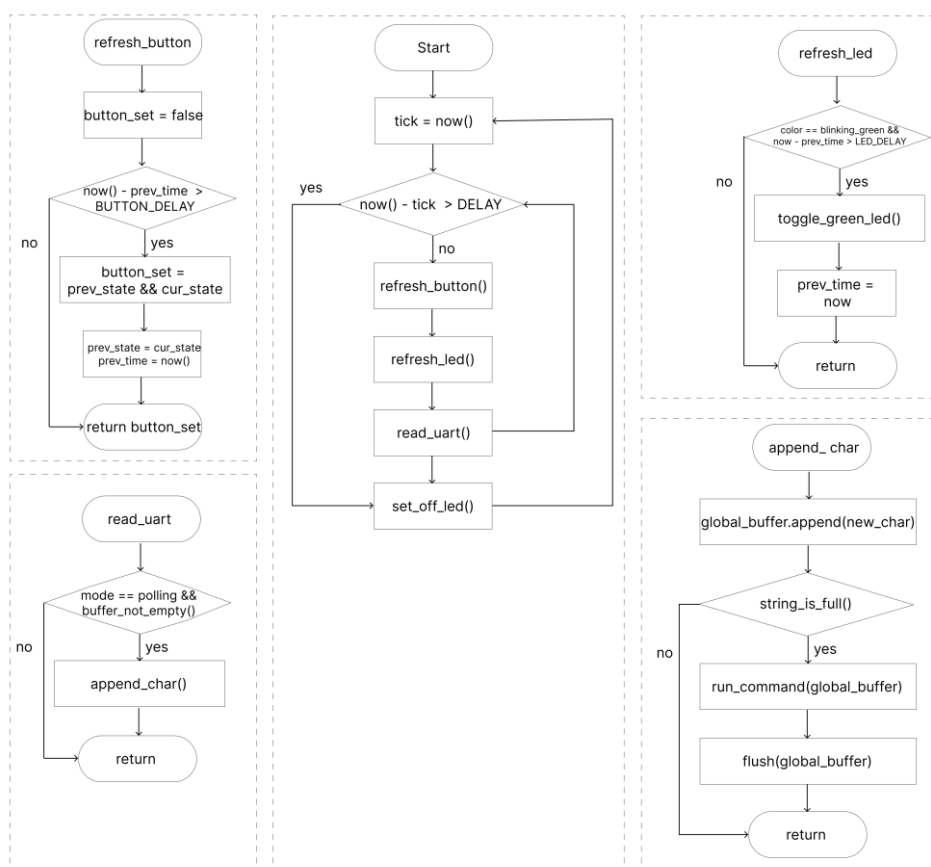 refresh_button
button_set = false
now() - prev_time >
BUTTON_DELAY
no
yes
button_set =
prev_state && cur_state
prev_state = cur_state
prev_time = now()
return button_set
read_uart
mode == polling &&
buffer_not_empty()
no
yes
append_char()
return
Start
tick = now()
yes
now() - tick > DELAY
no
refresh_button()
refresh_led()
read_uart()
set_off_led()
refresh_led
color == blinking_green &&
now - prev_time > LED_DELAY
no
yes
toggle_green_led()
prev_time =
now
return
append_ char
global_buffer.append(new_char)
string_is_full()
no
yes
run_command(global_buffer)
flush(global_buffer)
return